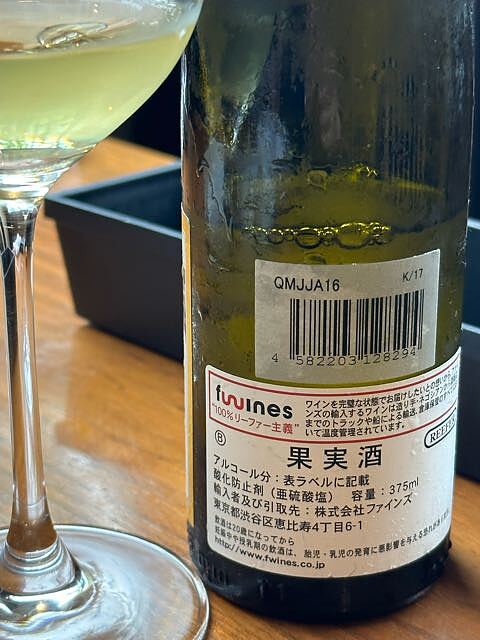 QMJJA16 K/17
4 582203 128294
fwines
"100%リーファー主義"
ワインを完璧な状態でお届けしたいとの想いから
ンズの輸入するワインは造り手・ネゴシアン
までのトラックや船による輸送、倉庫保管のすべ
いて温度管理されています。
REEFE
B
果実酒
アルコール分：表ラベルに記載
酸化防止剤（亜硫酸塩） 容量：375ml
輸入者及び引取先：株式会社ファインズ
東京都渋谷区恵比寿4丁目6-1
飲酒は20歳になってから
妊娠中や授乳期の飲酒は、胎児・乳児の発育に悪影響を与える恐れがあ
http://www.fwines.co.jp